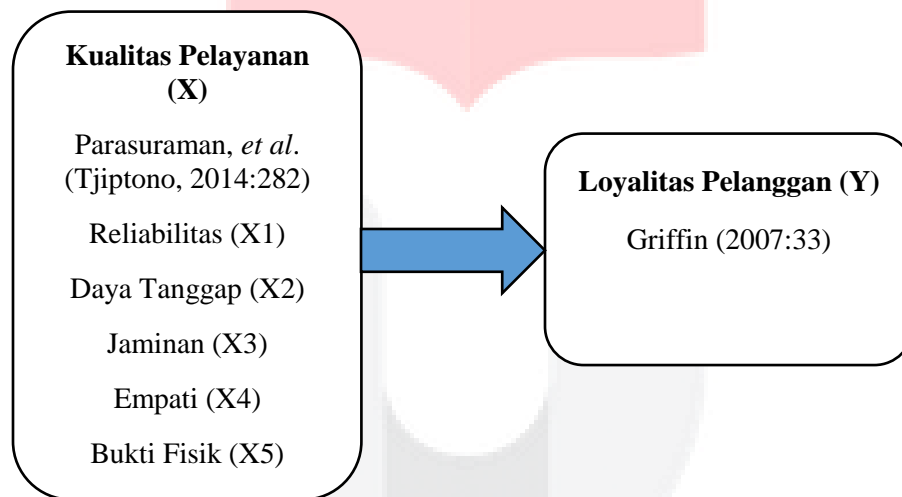 Kualitas Pelayanan
(X)
Parasuraman, et al.
(Tjiptono, 2014:282)
Reliabilitas (X1)
Daya Tanggap (X2)
Jaminan (X3)
Empati (X4)
Bukti Fisik (X5)
Loyalitas Pelanggan (Y)
Griffin (2007:33)